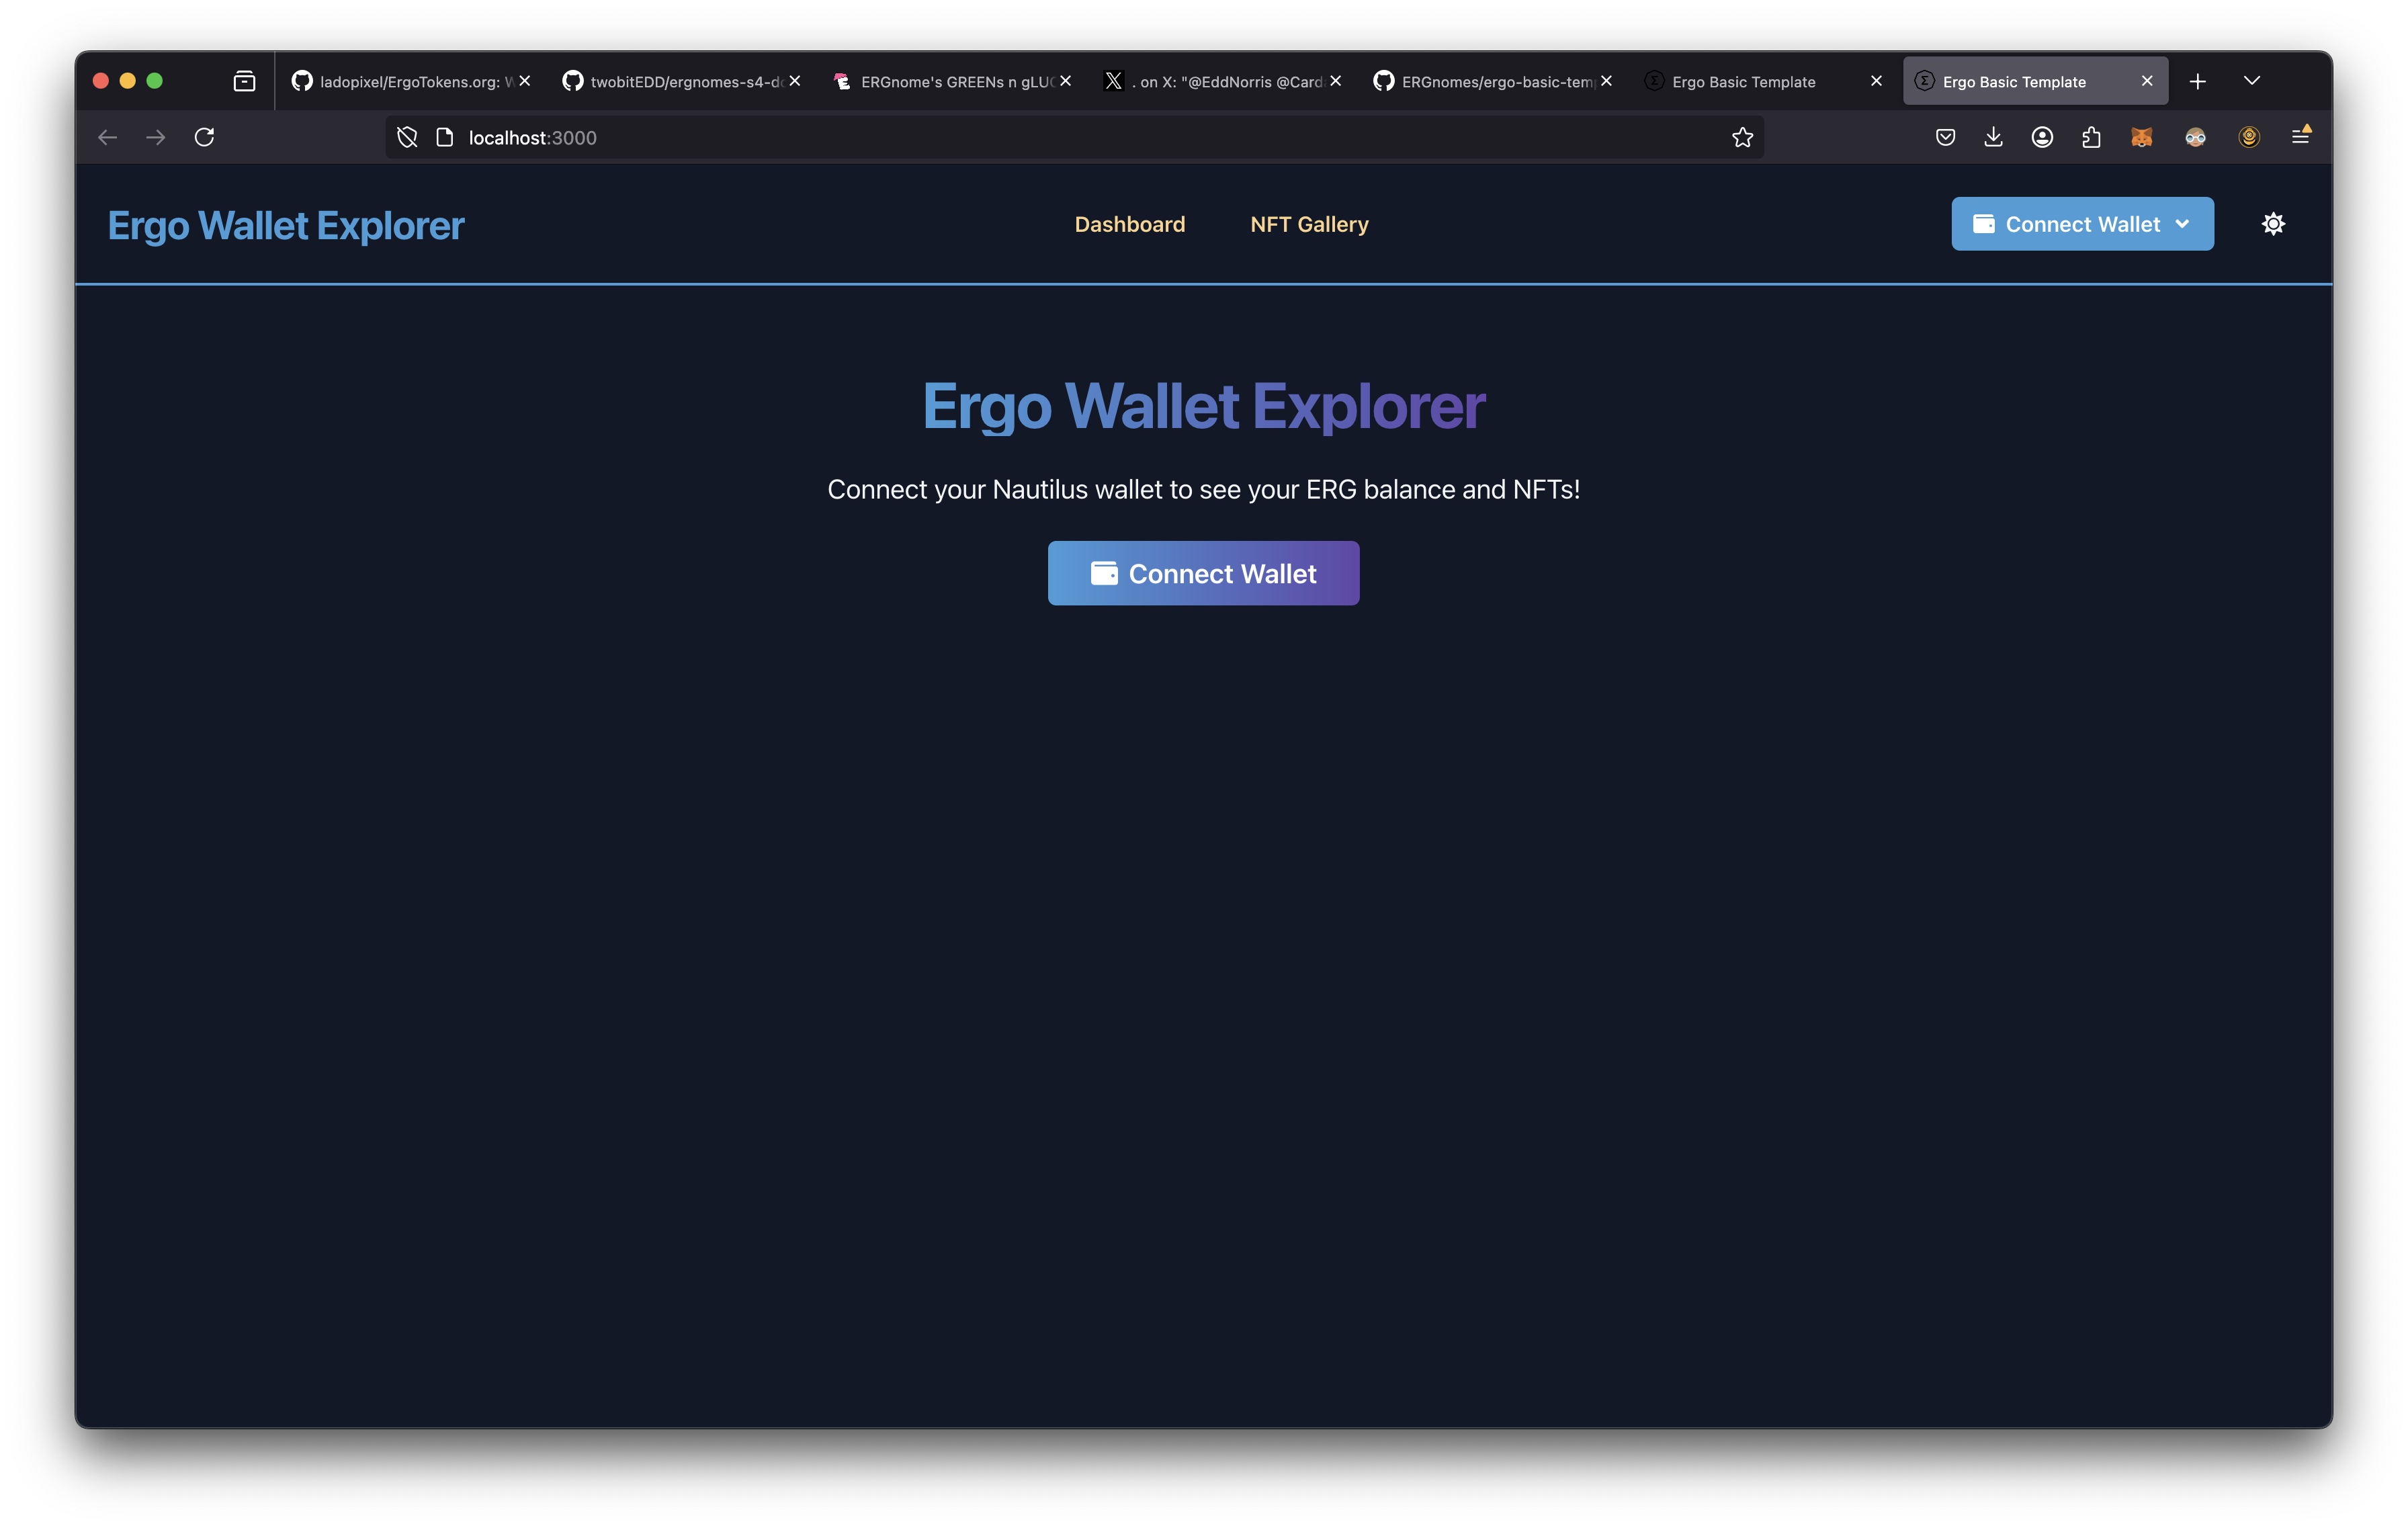 ladopixel/ErgoTokens.org: W
twobitEDD/ergnomes-s4-dc
ERGnome's GREENs n gLUC
. on X: "@EddNorris @Card
ERGnomes/ergo-basic-tem
Ergo Basic Template
Ergo Basic Template
localhost:3000
Ergo Wallet Explorer
Dashboard
NFT Gallery
Connect Wallet
Ergo Wallet Explorer
Connect your Nautilus wallet to see your ERG balance and NFTs!
Connect Wallet